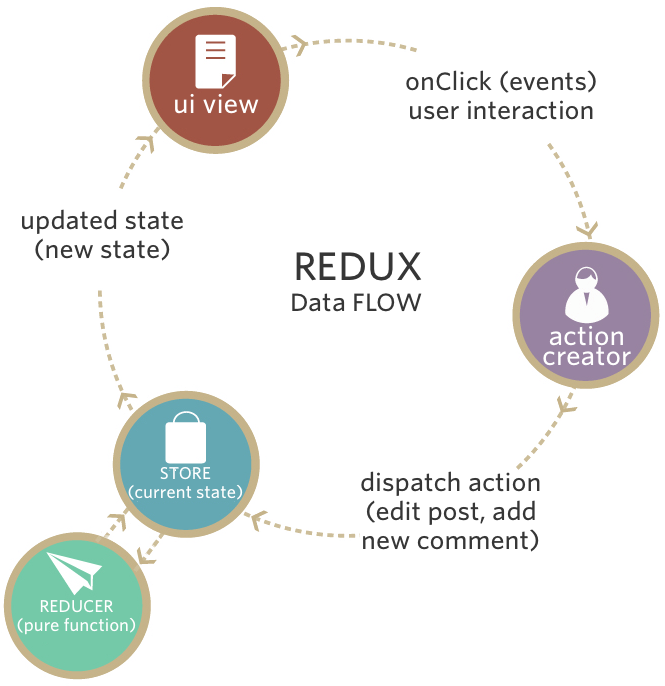 ui view
onClick (events)
user interaction
updated state
(new state)
REDUX
Data FLOW
action
creator
STORE
(current state)
dispatch action
(edit post, add
new comment)
REDUCER
(pure function)